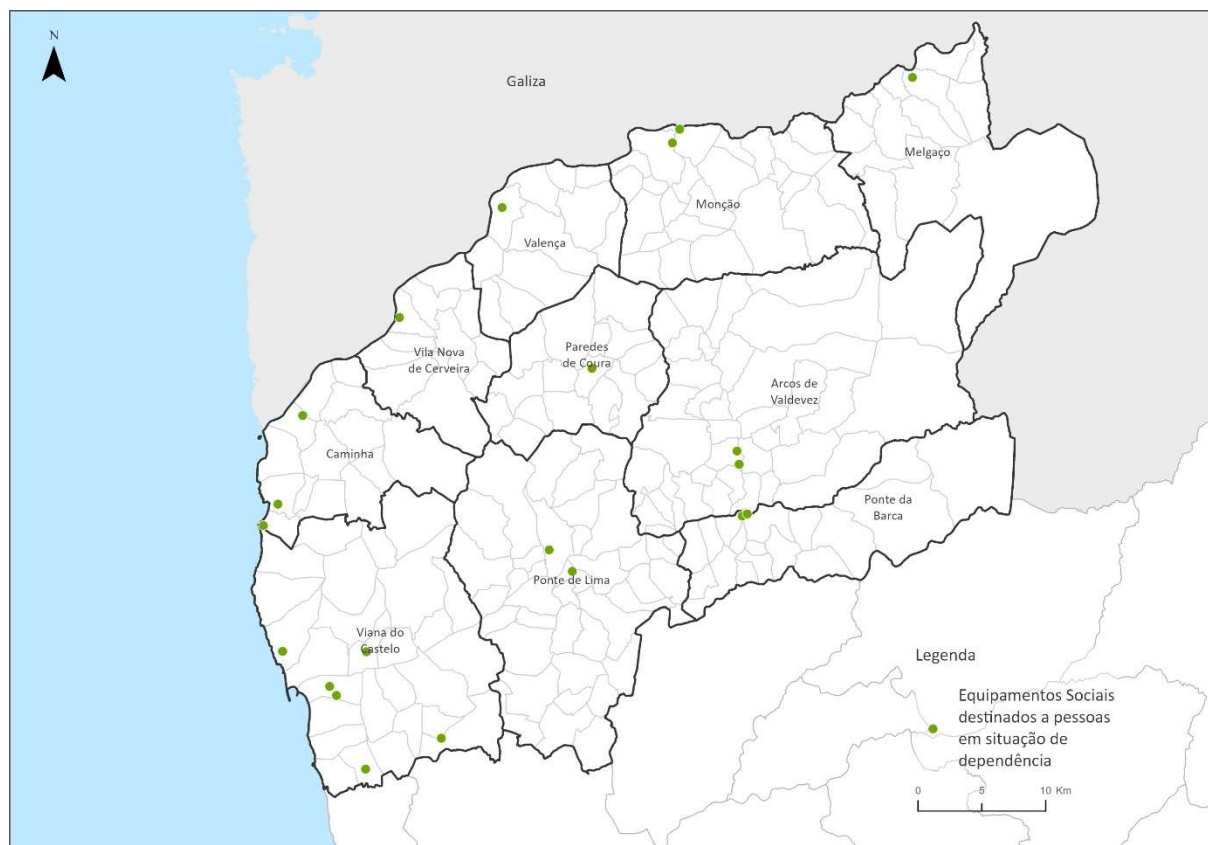 N
Galiza
Melgaço
Monção
Valença
Paredes
de Coura
Vila Nova
de Cerveira
Arcos de
Valdevez
Caminha
Ponte da
Barca
Ponte de Lima
Viana do
Castelo
Legenda
Equipamentos Sociais
destinados a pessoas
em situação de
dependência
0 5 10 Km